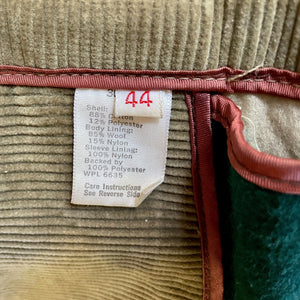 44
Shell:
88% Cotton
12% Polyester
Body Lining:
85% Wool
15% Nylon
Sleeve Lining:
100% Nylon
Backed by
100% Polyester
WPL 6635
Care Instructions
See Reverse Side